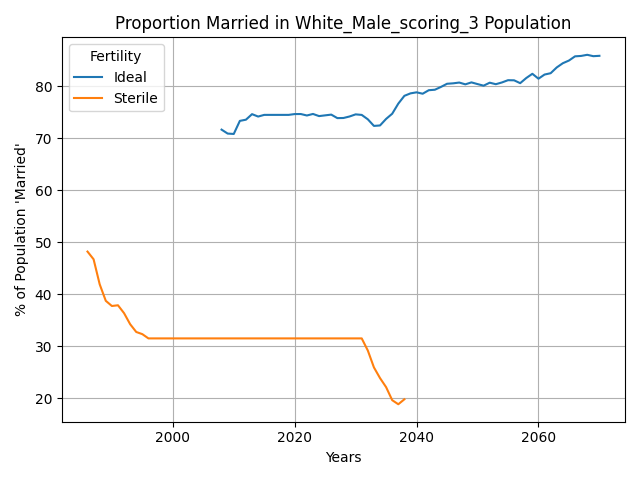 Proportion Married in White_Male_scoring_3 Population
Fertility
Ideal
Sterile
% of Population 'Married'
80
70
60
50
40
30
20
2000
2020
2040
2060
Years